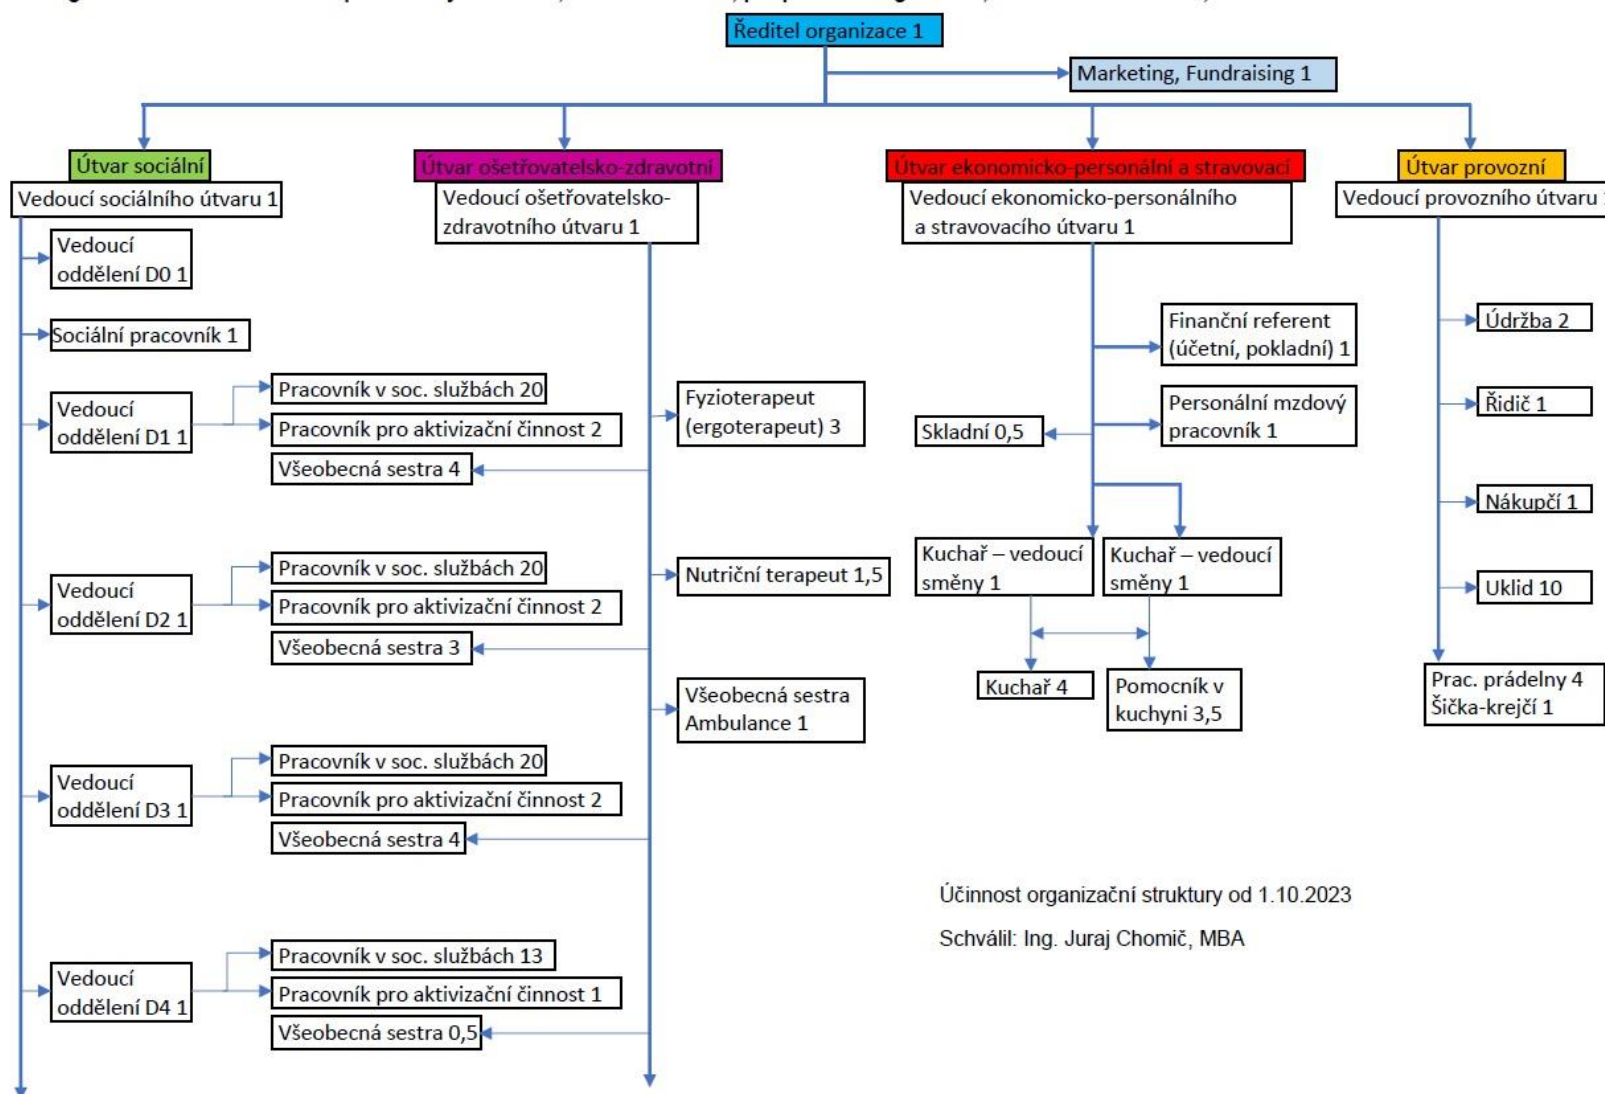 Ředitel organizace 1
Marketing, Fundraising 1
Útvar sociální
Vedoucí sociálního útvaru 1
Vedoucí
oddělení D0 1
Sociální pracovník 1
Vedoucí
oddělení D1 1
Pracovník v soc. službách 20
Pracovník pro aktivizační činnost 2
Všeobecná sestra 4
Vedoucí
oddělení D2 1
Pracovník v soc. službách 20
Pracovník pro aktivizační činnost 2
Všeobecná sestra 3
Vedoucí
oddělení D3 1
Pracovník v soc. službách 20
Pracovník pro aktivizační činnost 2
Všeobecná sestra 4
Vedoucí
oddělení D4 1
Pracovník v soc. službách 13
Pracovník pro aktivizační činnost 1
Všeobecná sestra 0,5
Útvar ošetřovatelsko-zdravotní
Vedoucí ošetřovatelsko-
zdravotního útvaru 1
Fyzioterapeut
(ergoterapeut) 3
Nutriční terapeut 1,5
Všeobecná sestra
Ambulance 1
Útvar ekonomicko-personální a stravovací
Vedoucí ekonomicko-personálního
a stravovacího útvaru 1
Finanční referent
(účetní, pokladní) 1
Personální mzdový
pracovník 1
Skladní 0,5
Kuchař – vedoucí
směny 1
Kuchař – vedoucí
směny 1
Kuchař 4
Pomocník v
kuchyni 3,5
Útvar provozní
Vedoucí provozního útvaru
Údržba 2
Řidič 1
Nákupčí 1
Uklid 10
Prac. prádelny 4
Šička-krejčí 1
Účinnost organizační struktury od 1.10.2023
Schválil: Ing. Juraj Chomič, MBA